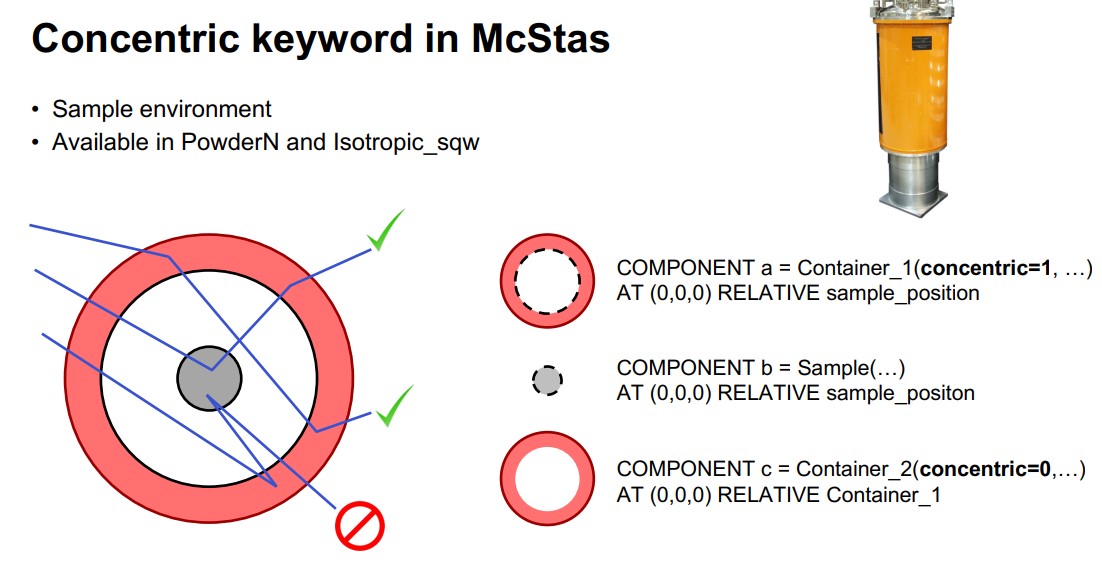 Concentric keyword in McStas
• Sample environment
• Available in PowderN and Isotropic_sqw
COMPONENT a = Container_1(concentric=1, …)
AT (0,0,0) RELATIVE sample_position
COMPONENT b = Sample(…)
AT (0,0,0) RELATIVE sample_positon
COMPONENT c = Container_2(concentric=0,…)
AT (0,0,0) RELATIVE Container_1